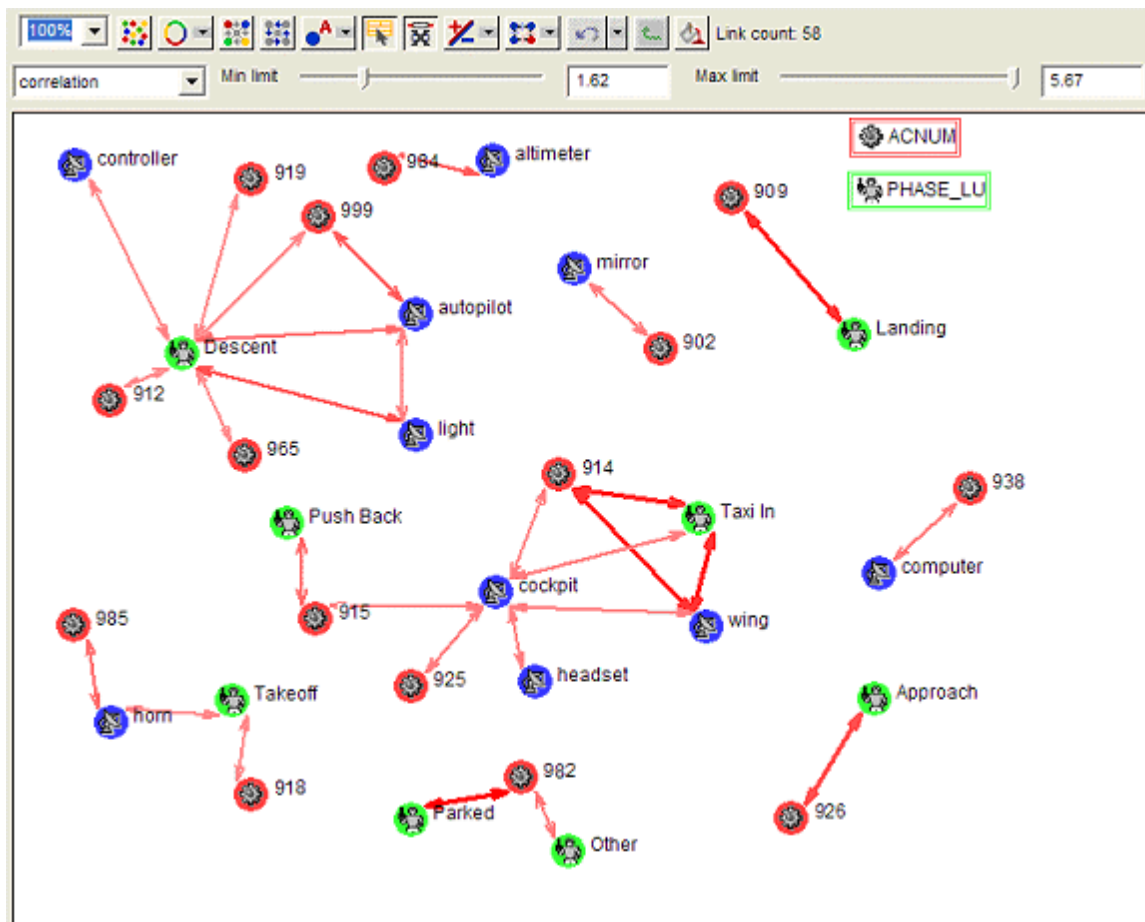 100% Link count: 58
correlation Min limit 1.62 Max limit 5.67
ACNUM
PHASE_LU
controller
919
984
altimeter
999
909
mirror
autopilot
Descent
902
Landing
912
light
965
914
938
Push Back
Taxi In
computer
cockpit
985
915
wing
925
headset
Takeoff
Approach
horn
918
982
Parked
926
Other